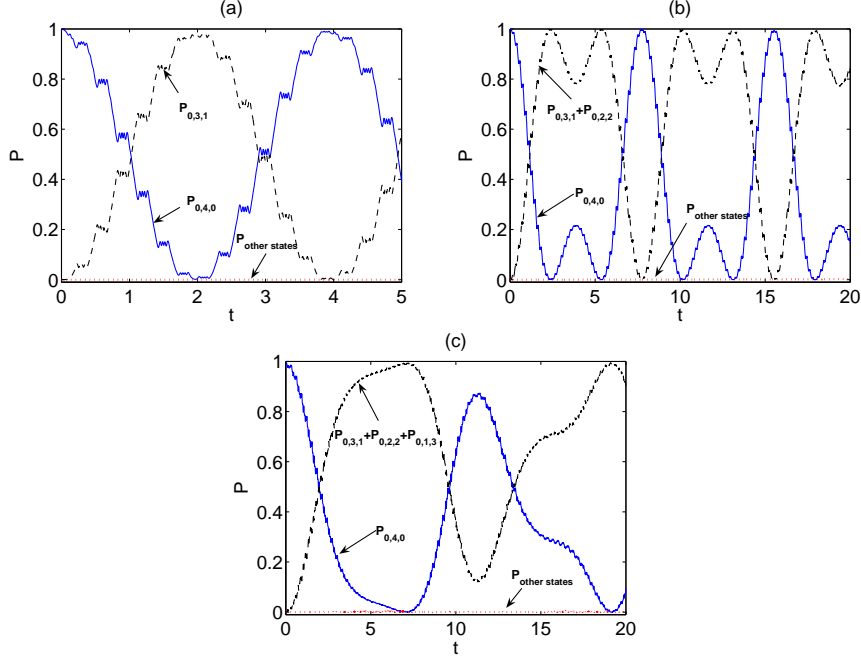 (a)
1
0.8
0.6
0.4
0.2
0
P
P0,3,1
P0,4,0
Pother states
0 1 2 3 4 5
t
(b)
1
0.8
0.6
0.4
0.2
0
P
P0,3,1+P0,2,2
P0,4,0
Pother states
0 5 10 15 20
t
(c)
1
0.8
0.6
0.4
0.2
0
P
P0,3,1+P0,2,2+P0,1,3
P0,4,0
Pother states
0 5 10 15 20
t